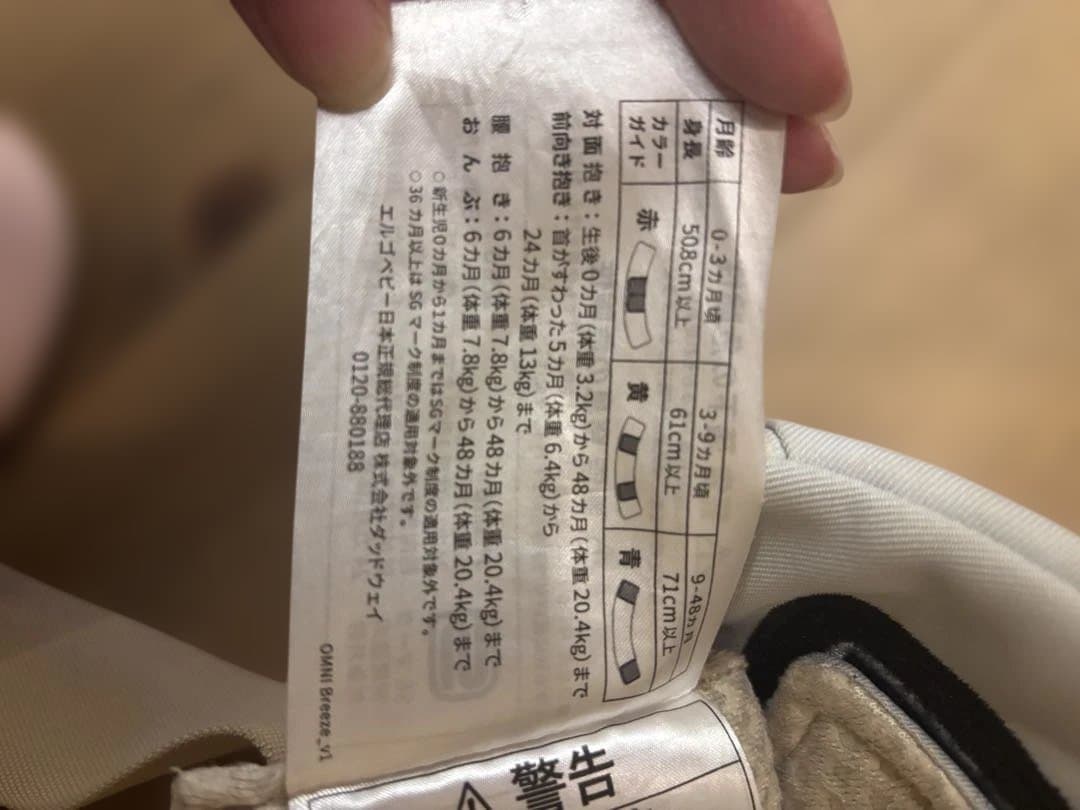 月齢 0-3カ月頃 3-9カ月頃 9-48カ月
身長 50.8cm以上 61cm以上 71cm以上
カラーガイド 赤 黄 青
対面抱き：生後0カ月(体重3.2kg)から48カ月(体重20.4kg)まで
前向き抱き：首がすわった5カ月(体重6.4kg)から
24カ月(体重13kg)まで
腰抱き：6カ月(体重7.8kg)から48カ月(体重20.4kg)まで
おんぶ：6カ月(体重7.8kg)から48カ月(体重20.4kg)まで
○新生児0カ月から1カ月まではSGマーク制度の適用対象外です。
○36カ月以上はSGマーク制度の適用対象外です。
エルゴベビー日本正規総代理店 株式会社ダッドウェイ
0120-880188
OMNI Breeze_v1
警告